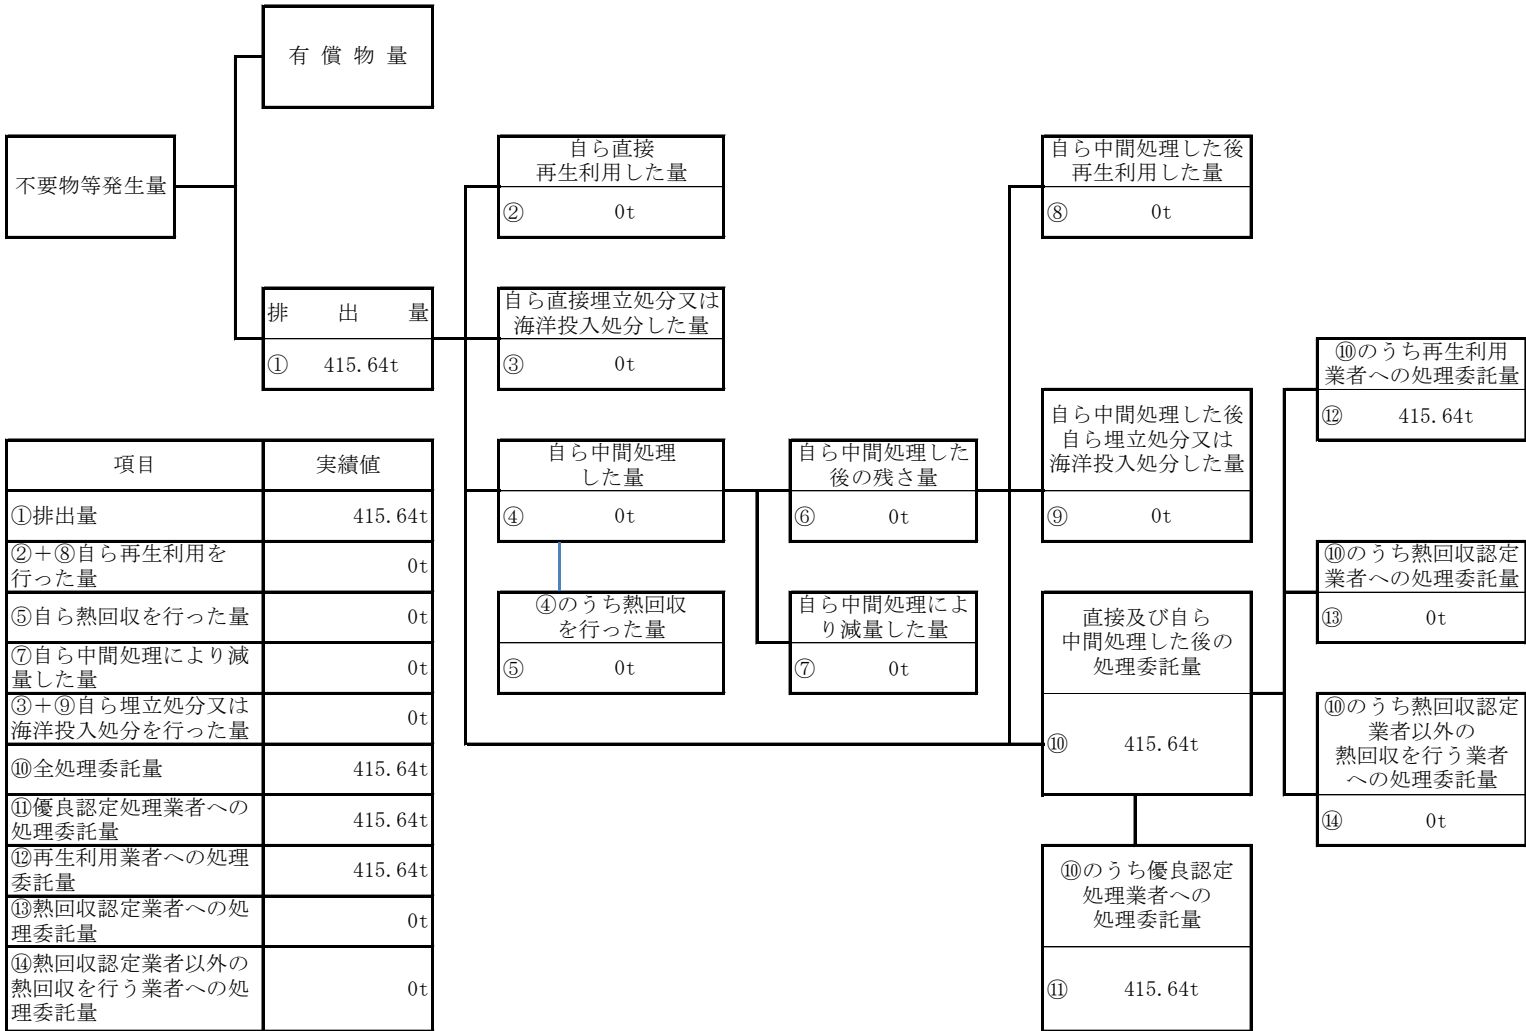 有償物量
不要物等発生量
排出量
① 415.64t
自ら直接
再生利用した量
② 0t
自ら直接埋立処分又は
海洋投入処分した量
③ 0t
自ら中間処理
した量
④ 0t
④のうち熱回収
を行った量
⑤ 0t
自ら中間処理した
後の残さ量
⑥ 0t
自ら中間処理によ
り減量した量
⑦ 0t
自ら中間処理した後
再生利用した量
⑧ 0t
自ら中間処理した後
自ら埋立処分又は
海洋投入処分した量
⑨ 0t
直接及び自ら
中間処理した後の
処理委託量
⑩ 415.64t
⑩のうち優良認定
処理業者への
処理委託量
⑪ 415.64t
⑩のうち再生利用
業者への処理委託量
⑫ 415.64t
⑩のうち熱回収認定
業者への処理委託量
⑬ 0t
⑩のうち熱回収認定
業者以外の
熱回収を行う業者
への処理委託量
⑭ 0t
項目 実績値
①排出量 415.64t
②＋⑧自ら再生利用を
行った量 0t
⑤自ら熱回収を行った量 0t
⑦自ら中間処理により減
量した量 0t
③＋⑨自ら埋立処分又は
海洋投入処分を行った量 0t
⑩全処理委託量 415.64t
⑪優良認定処理業者への
処理委託量 415.64t
⑫再生利用業者への処理
委託量 415.64t
⑬熱回収認定業者への処
理委託量 0t
⑭熱回収認定業者以外の
熱回収を行う業者への処
理委託量 0t